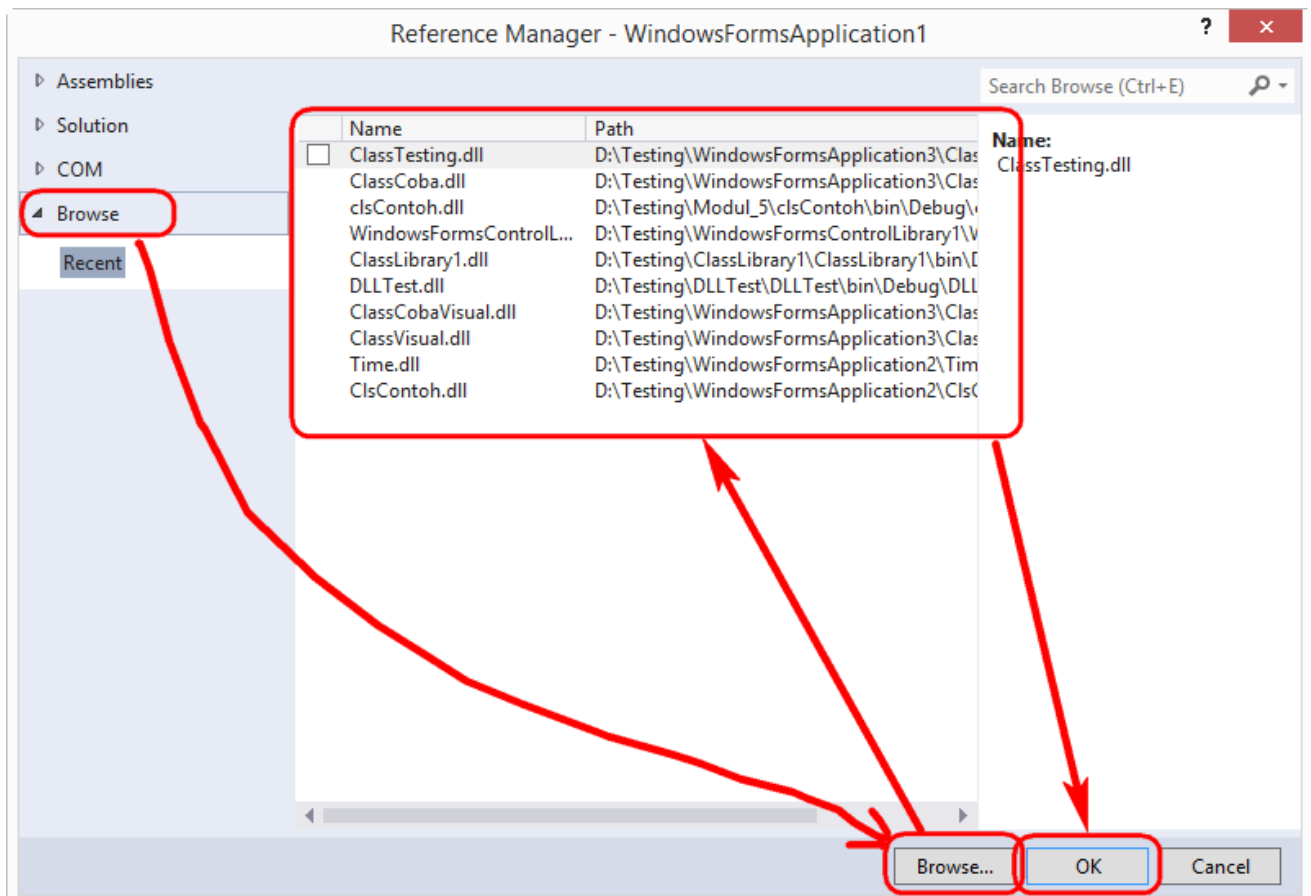 Reference Manager - WindowsFormsApplication1
?
Assemblies
Solution
COM
Browse
Recent
Search Browse (Ctrl+E)
Name Path
ClassTesting.dll D:\Testing\WindowsFormsApplication3\Clas
ClassCoba.dll D:\Testing\WindowsFormsApplication3\Clas
clsContoh.dll D:\Testing\Modul_5\clsContoh\bin\Debug\
WindowsFormsControlL... D:\Testing\WindowsFormsControlLibrary1\
ClassLibrary1.dll D:\Testing\ClassLibrary1\ClassLibrary1\bin\
DLLTest.dll D:\Testing\DLLTest\DLLTest\bin\Debug\DLL
ClassCobaVisual.dll D:\Testing\WindowsFormsApplication3\Clas
ClassVisual.dll D:\Testing\WindowsFormsApplication3\Clas
Time.dll D:\Testing\WindowsFormsApplication2\Tim
ClsContoh.dll D:\Testing\WindowsFormsApplication2\Cls
Name:
ClassTesting.dll
Browse... OK Cancel